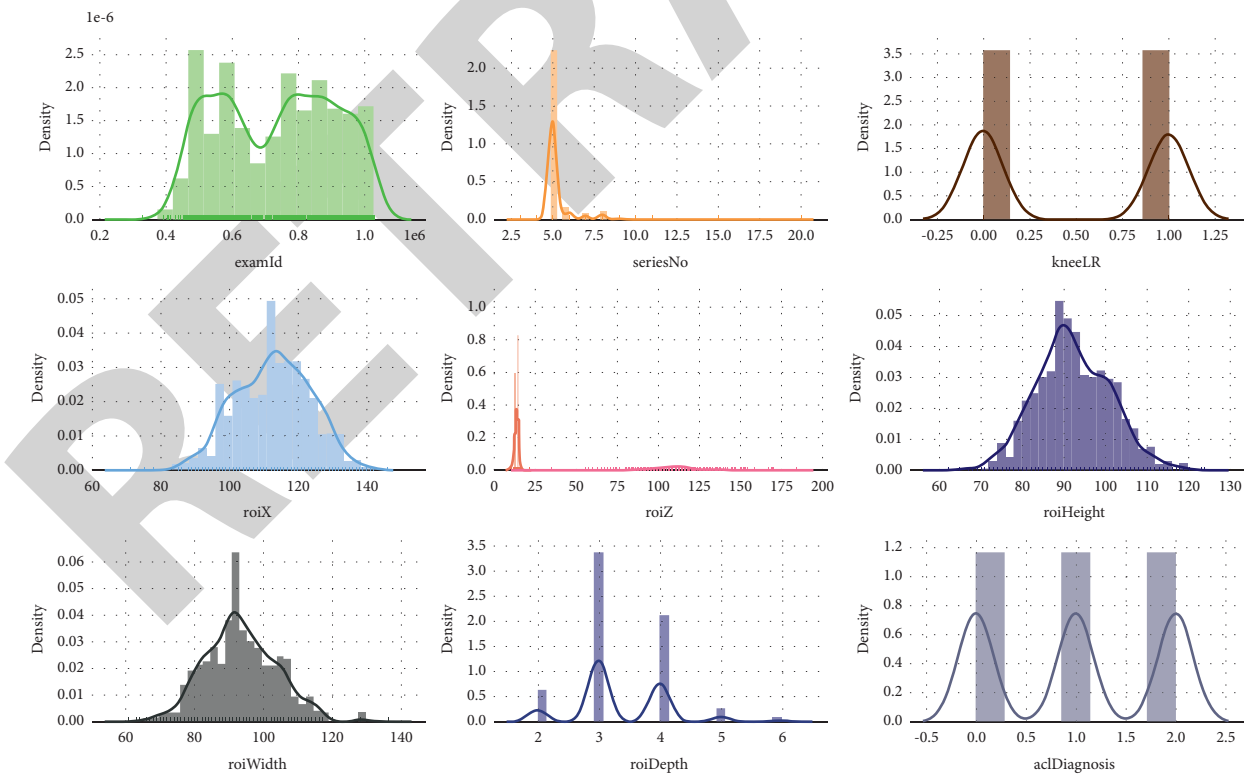 1e-6
Density
2.5
2.0
1.5
1.0
0.5
0.0
0.2 0.4 0.6 0.8 1.0 1e6
examId
Density
2.0
1.5
1.0
0.5
0.0
2.5 5.0 7.5 10.0 12.5 15.0 17.5 20.0
seriesNo
Density
3.5
3.0
2.5
2.0
1.5
1.0
0.5
0.0
-0.25 0.00 0.25 0.50 0.75 1.00 1.25
kneeLR
Density
0.05
0.04
0.03
0.02
0.01
0.00
60 80 100 120 140
roiX
Density
1.0
0.8
0.6
0.4
0.2
0.0
0 25 50 75 100 125 150 175 200
roiZ
Density
0.05
0.04
0.03
0.02
0.01
0.00
60 70 80 90 100 110 120 130
roiHeight
Density
0.06
0.05
0.04
0.03
0.02
0.01
0.00
60 80 100 120 140
roiWidth
Density
3.5
3.0
2.5
2.0
1.5
1.0
0.5
0.0
2 3 4 5 6
roiDepth
Density
1.2
1.0
0.8
0.6
0.4
0.2
0.0
-0.5 0.0 0.5 1.0 1.5 2.0 2.5
aclDiagnosis
RETRA